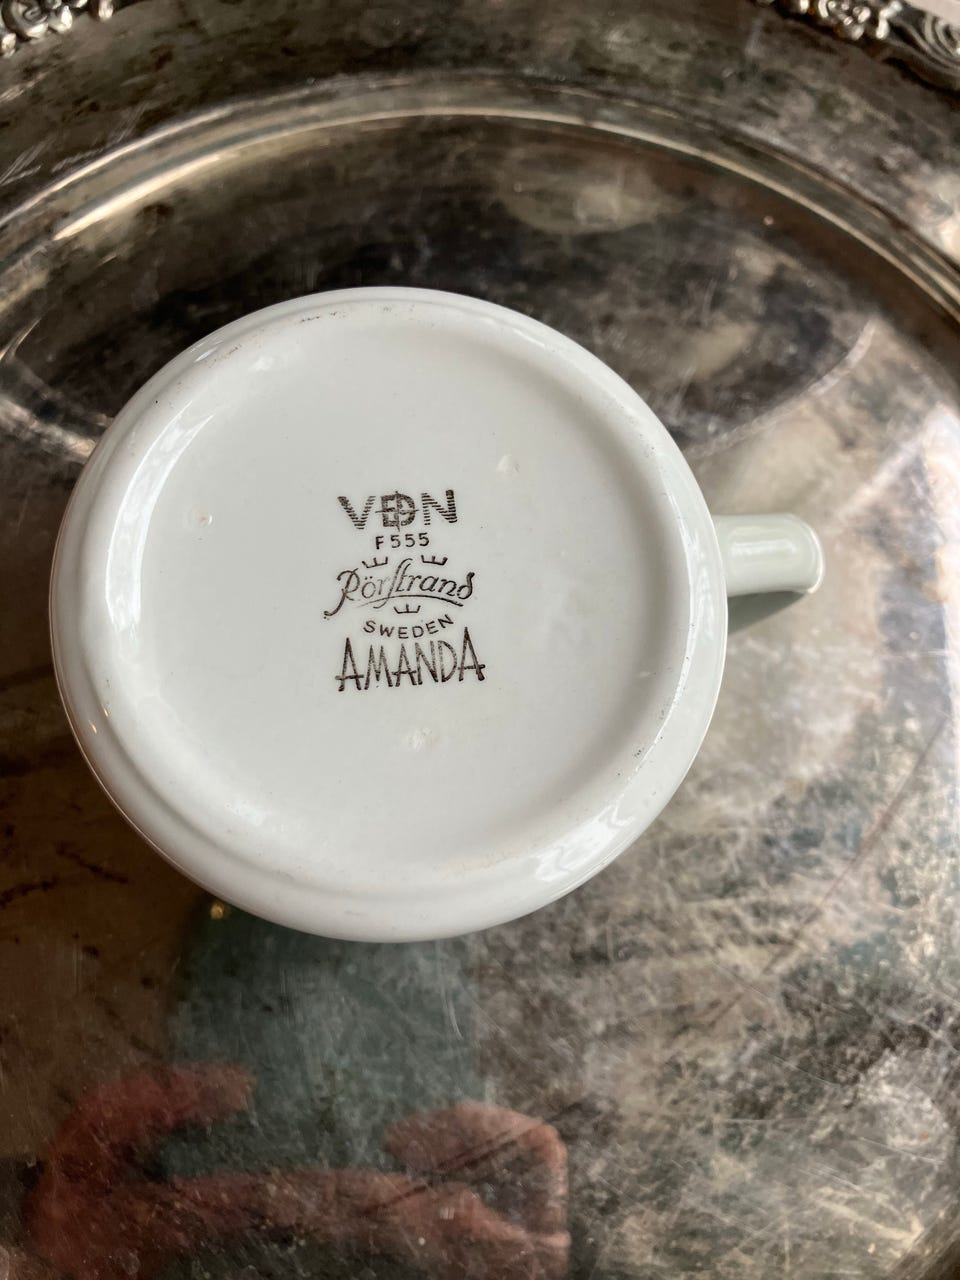 VDN
F555
Rörstrand
SWEDEN
AMANDA